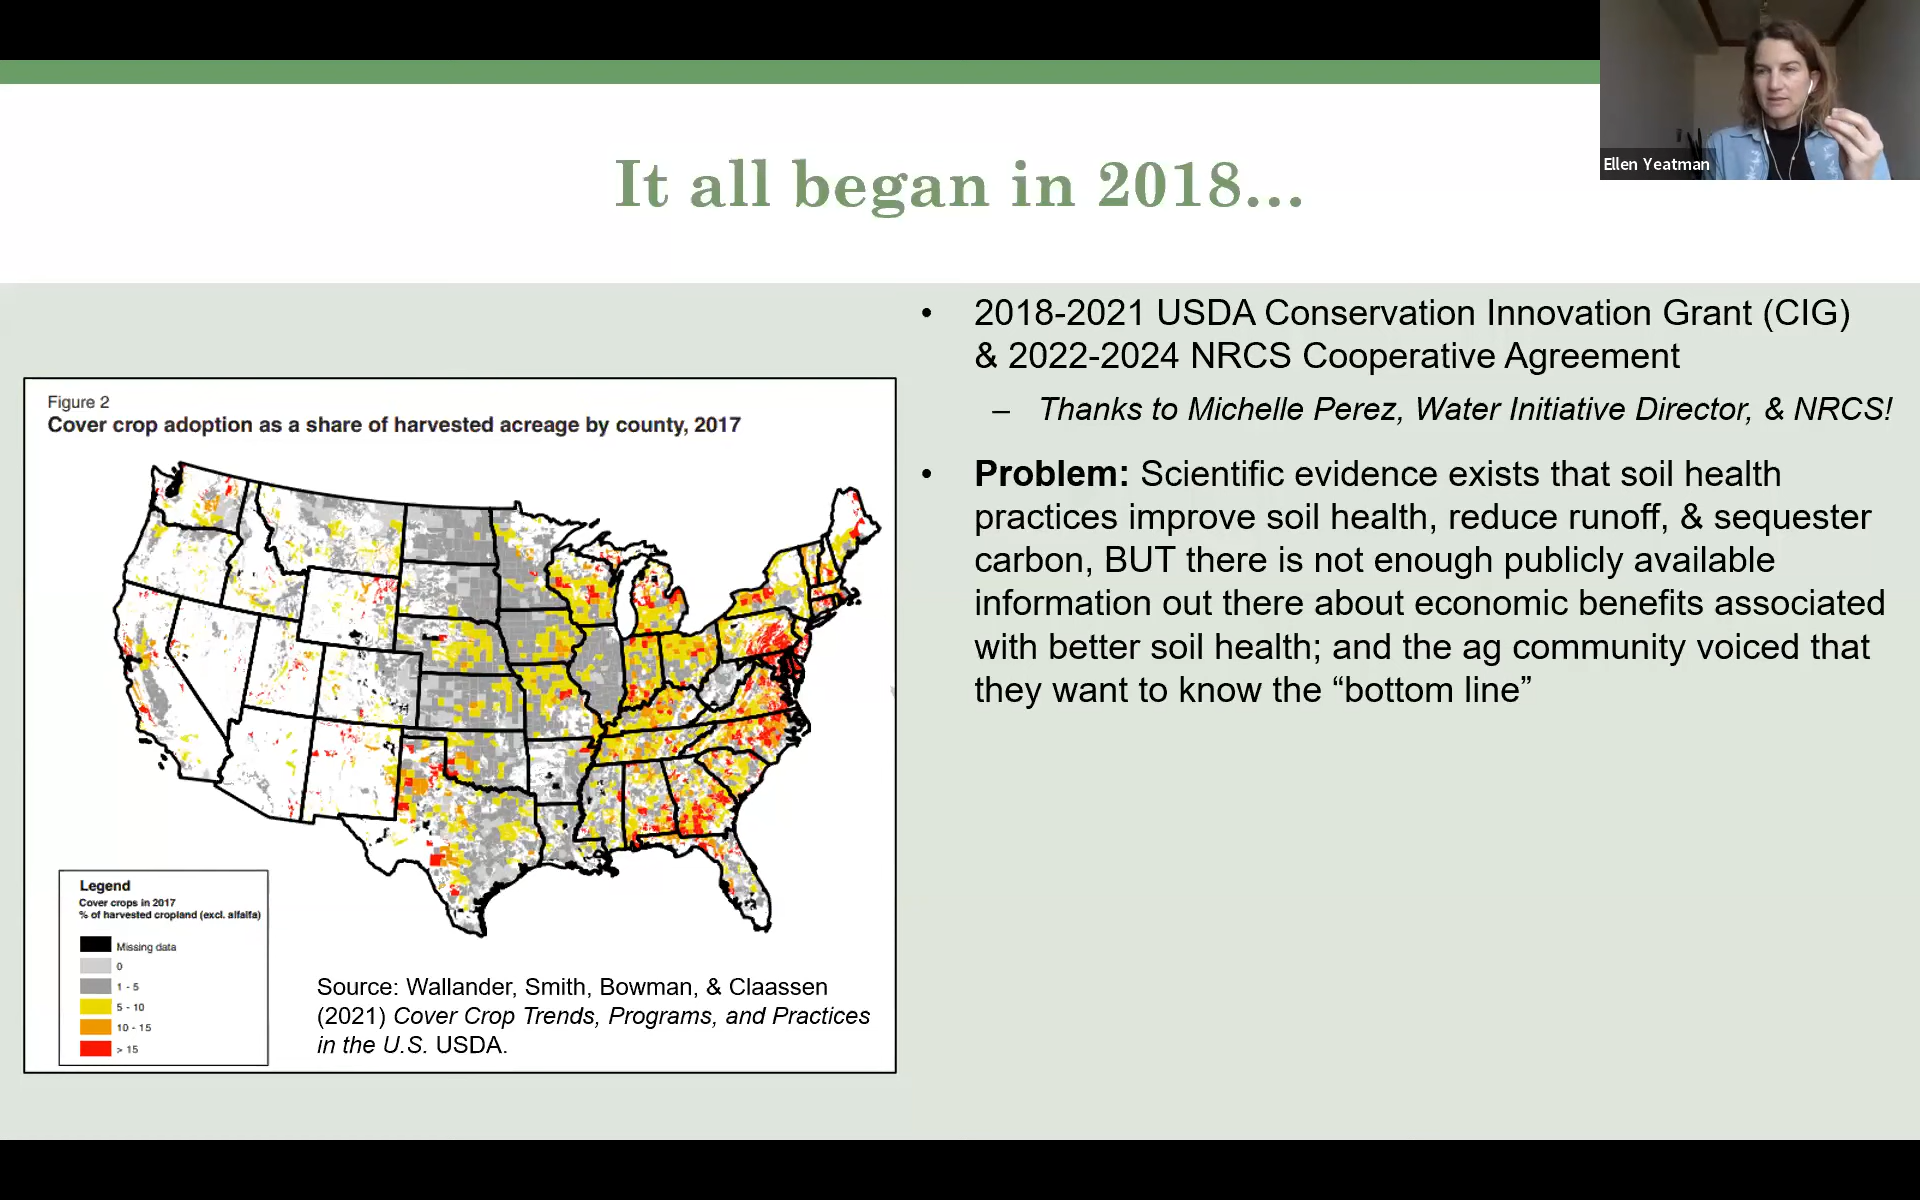 Ellen Yeatman
It all began in 2018...
• 2018-2021 USDA Conservation Innovation Grant (CIG)
& 2022-2024 NRCS Cooperative Agreement
– Thanks to Michelle Perez, Water Initiative Director, & NRCS!
• Problem: Scientific evidence exists that soil health
practices improve soil health, reduce runoff, & sequester
carbon, BUT there is not enough publicly available
information out there about economic benefits associated
with better soil health; and the ag community voiced that
they want to know the “bottom line”
Figure 2
Cover crop adoption as a share of harvested acreage by county, 2017
Legend
Cover crops in 2017
% of harvested cropland (excl. alfalfa)
Missing data
0
1 - 5
5 - 10
10 - 15
> 15
Source: Wallander, Smith, Bowman, & Claassen
(2021) Cover Crop Trends, Programs, and Practices
in the U.S. USDA.